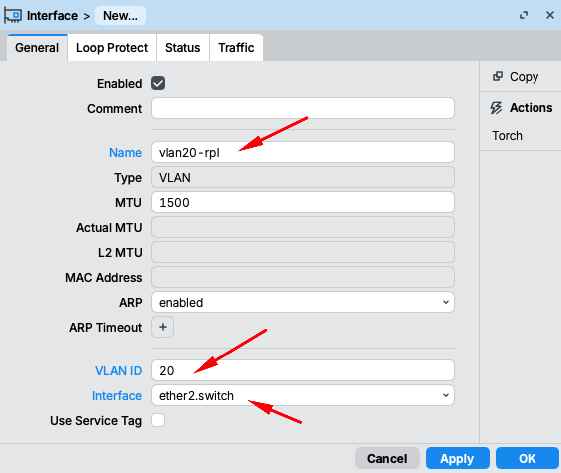 Interface > New...
General Loop Protect Status Traffic
Enabled
Copy
Comment
Actions
Torch
Name vlan20-rpl
Type VLAN
MTU 1500
Actual MTU
L2 MTU
MAC Address
ARP enabled
ARP Timeout +
VLAN ID 20
Interface ether2.switch
Use Service Tag
Cancel Apply OK